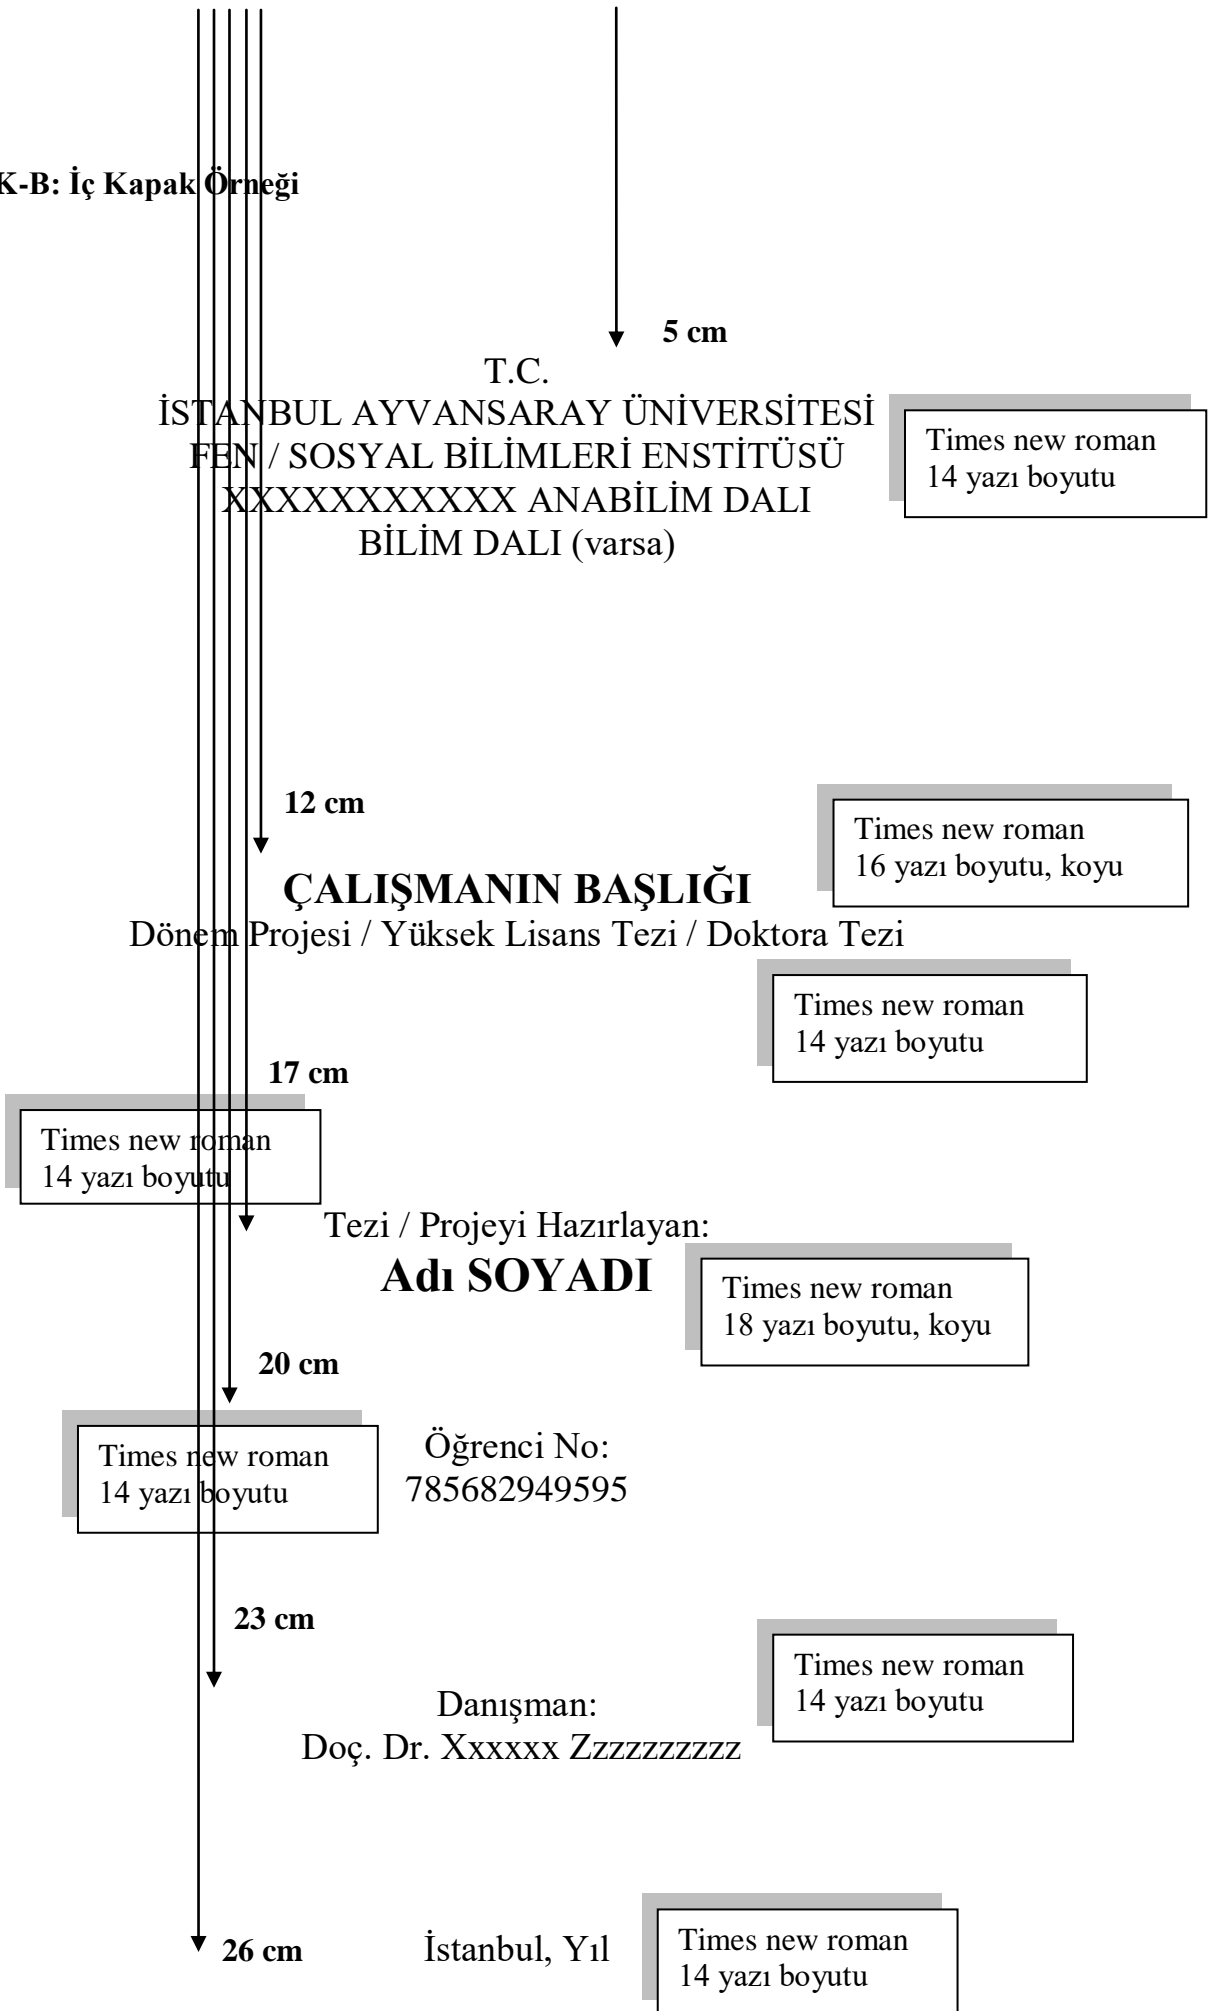 K-B: İç Kapak Örneği
5 cm
T.C.
İSTANBUL AYVANSARAY ÜNİVERSİTESİ
FEN / SOSYAL BİLİMLERİ ENSTİTÜSÜ
XXXXXXXXXXX ANABİLİM DALI
BİLİM DALI (varsa)
Times new roman
14 yazı boyutu
12 cm
Times new roman
16 yazı boyutu, koyu
ÇALIŞMANIN BAŞLIĞI
Dönem Projesi / Yüksek Lisans Tezi / Doktora Tezi
Times new roman
14 yazı boyutu
17 cm
Times new roman
14 yazı boyutu
Tezi / Projeyi Hazırlayan:
Adı SOYADI
Times new roman
18 yazı boyutu, koyu
20 cm
Times new roman
14 yazı boyutu
Öğrenci No:
785682949595
23 cm
Times new roman
14 yazı boyutu
Danışman:
Doç. Dr. Xxxxxx Zzzzzzzzzz
26 cm
İstanbul, Yıl
Times new roman
14 yazı boyutu